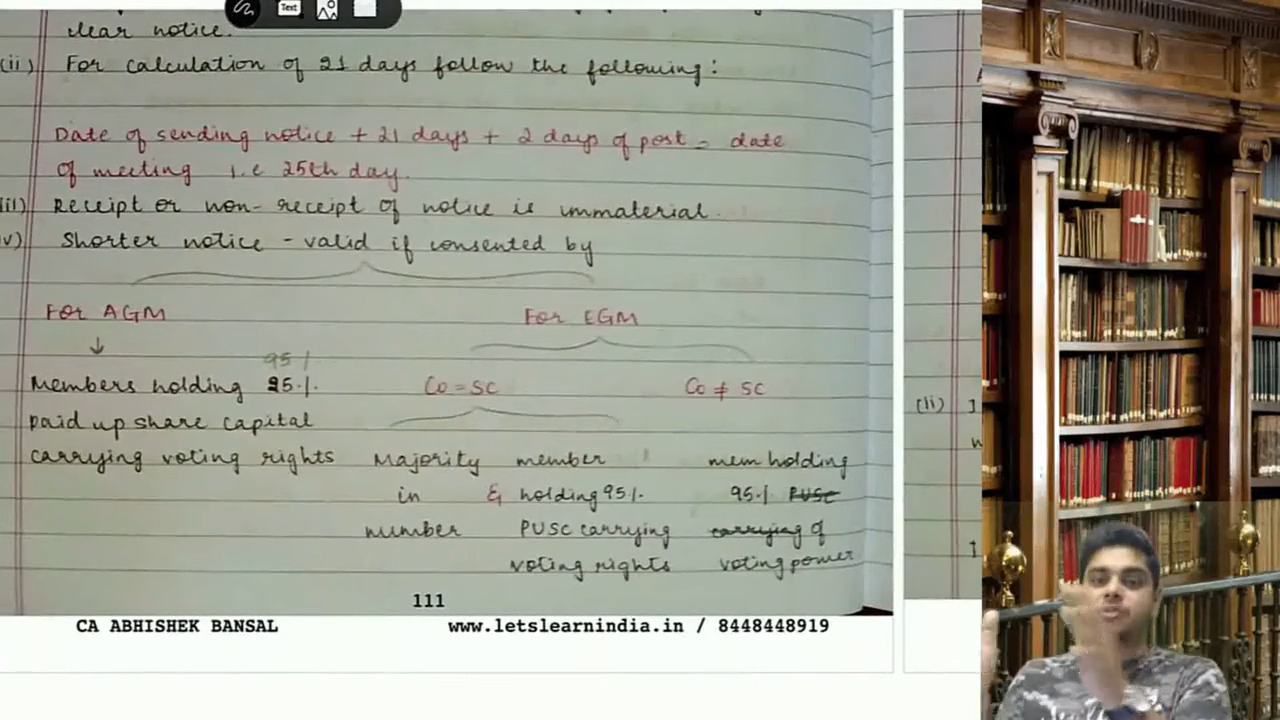 Text
clear notice.
(ii) For calculation of 21 days follow the following:
Date of sending notice + 21 days + 2 days of post = date
of meeting i.e 25th day.
iii) Receipt or non-receipt of notice is immaterial.
v) Shorter notice - valid if consented by
For AGM For EGM
95%
Members holding 95%. Co = SC Co ≠ SC
paid up share capital
carrying voting rights Majority member mem holding
in & holding 95%. 95% PUSC
number PUSC carrying carrying of
voting rights voting power
111
CA ABHISHEK BANSAL www.letslearnindia.in / 8448448919
(ii) I